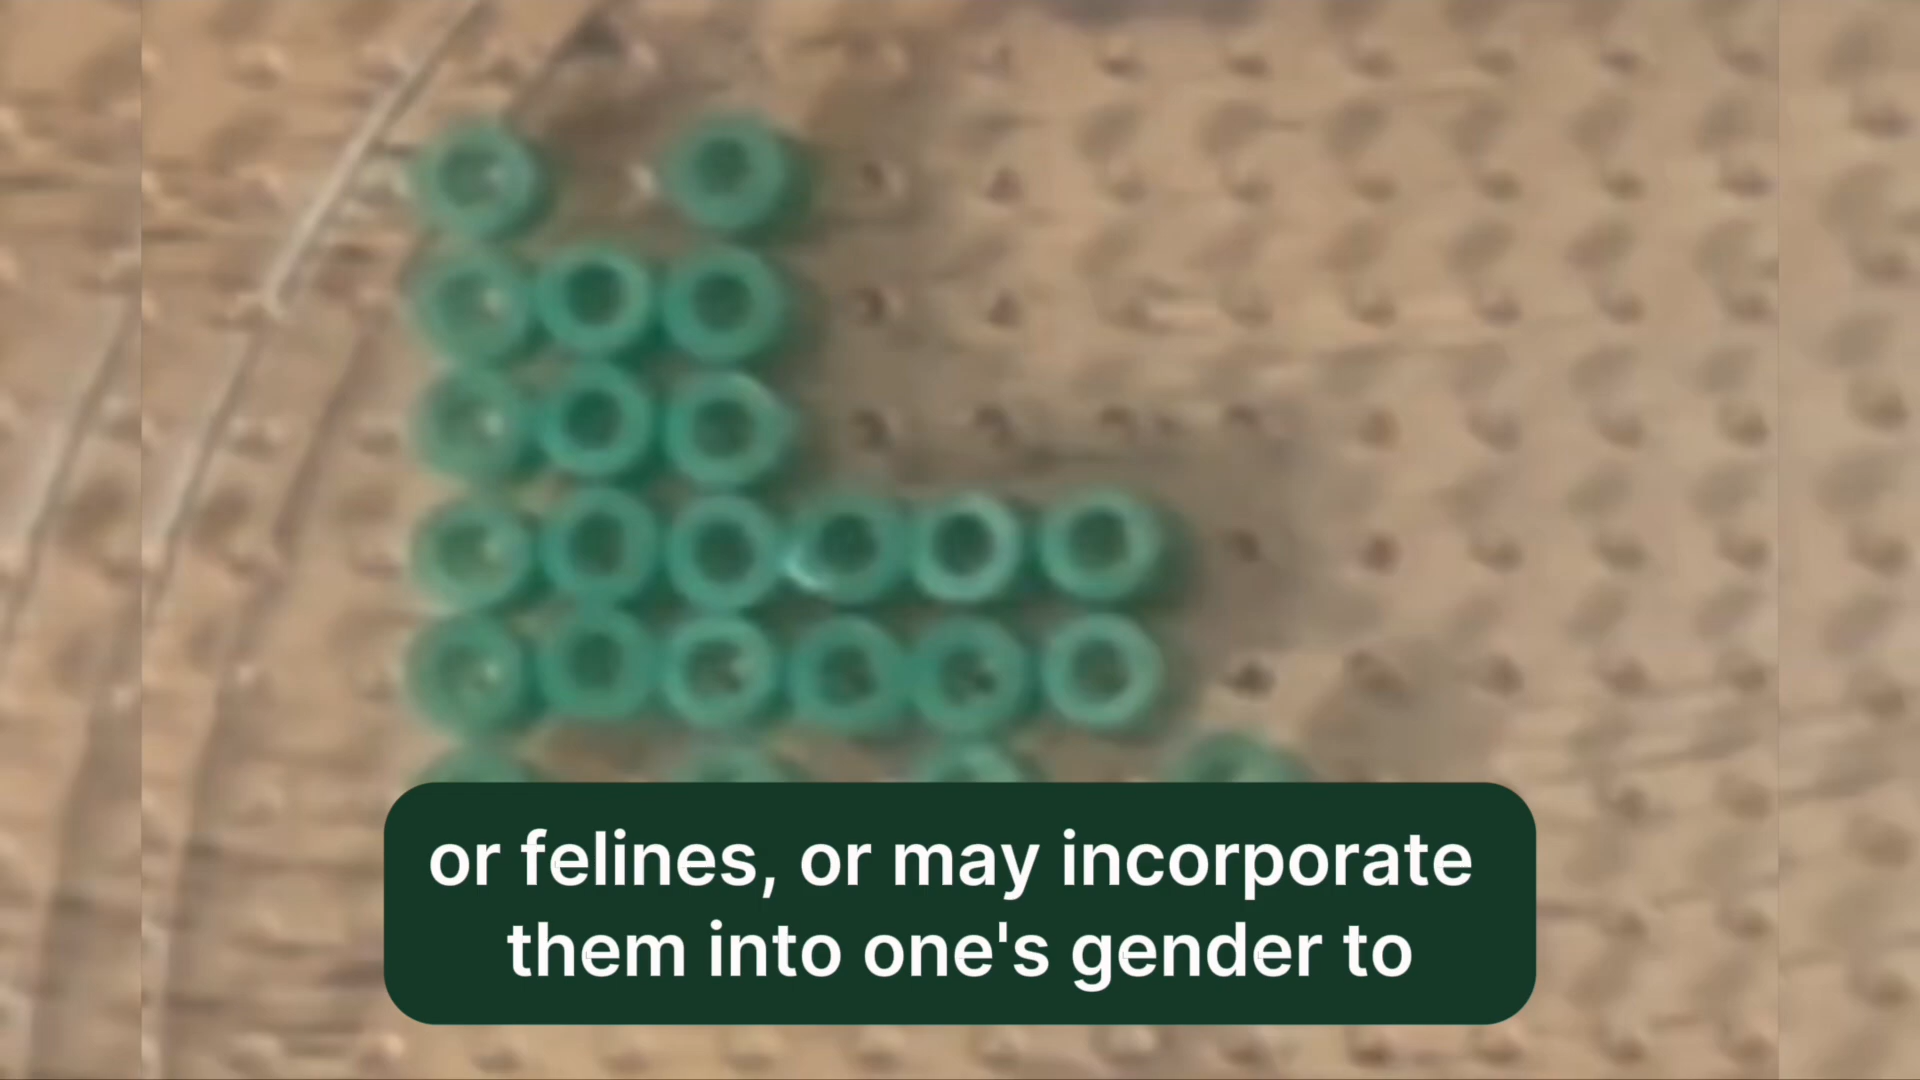 or felines, or may incorporate
them into one's gender to